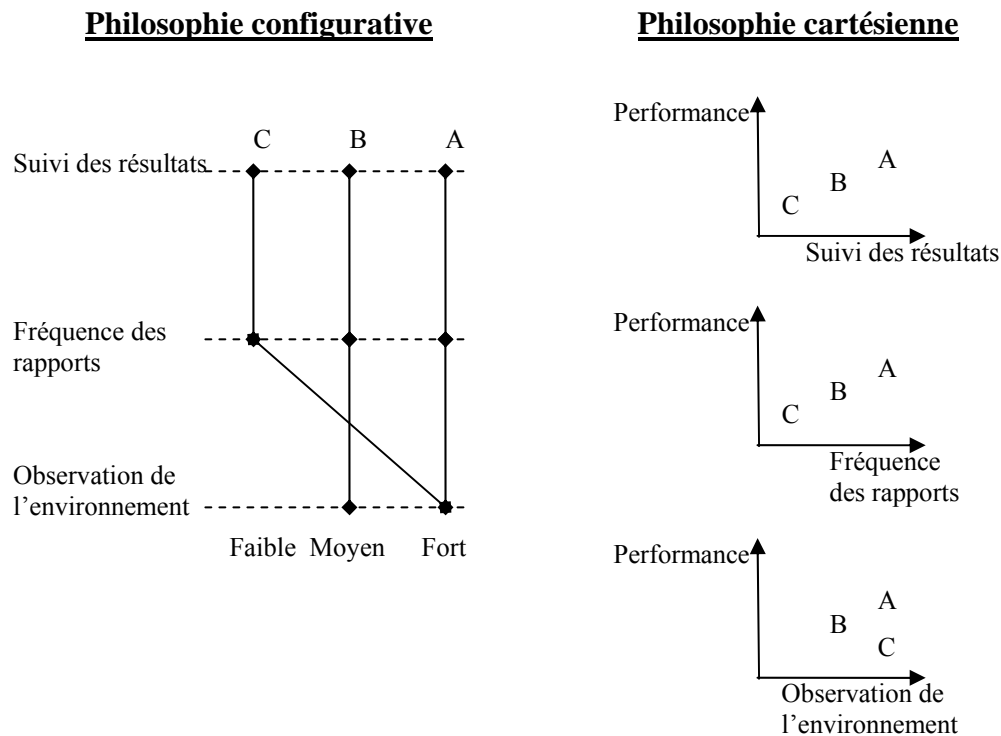 Philosophie configurative
C B A
Suivi des résultats
Fréquence des
rapports
Observation de
l'environnement
Faible Moyen Fort
Philosophie cartésienne
Performance
A
B
C
Suivi des résultats
Performance
A
B
C
Fréquence
des rapports
Performance
A
B
C
Observation de
l'environnement